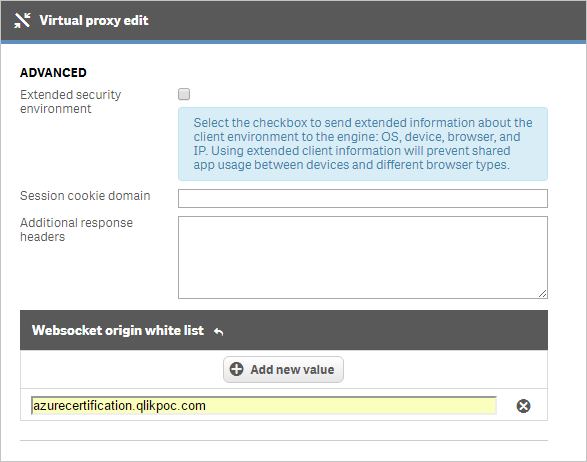 Virtual proxy edit
ADVANCED
Extended security
environment
Select the checkbox to send extended information about the
client environment to the engine: OS, device, browser, and
IP. Using extended client information will prevent shared
app usage between devices and different browser types.
Session cookie domain
Additional response
headers
Websocket origin white list
Add new value
azurecertification.qlikpoc.com